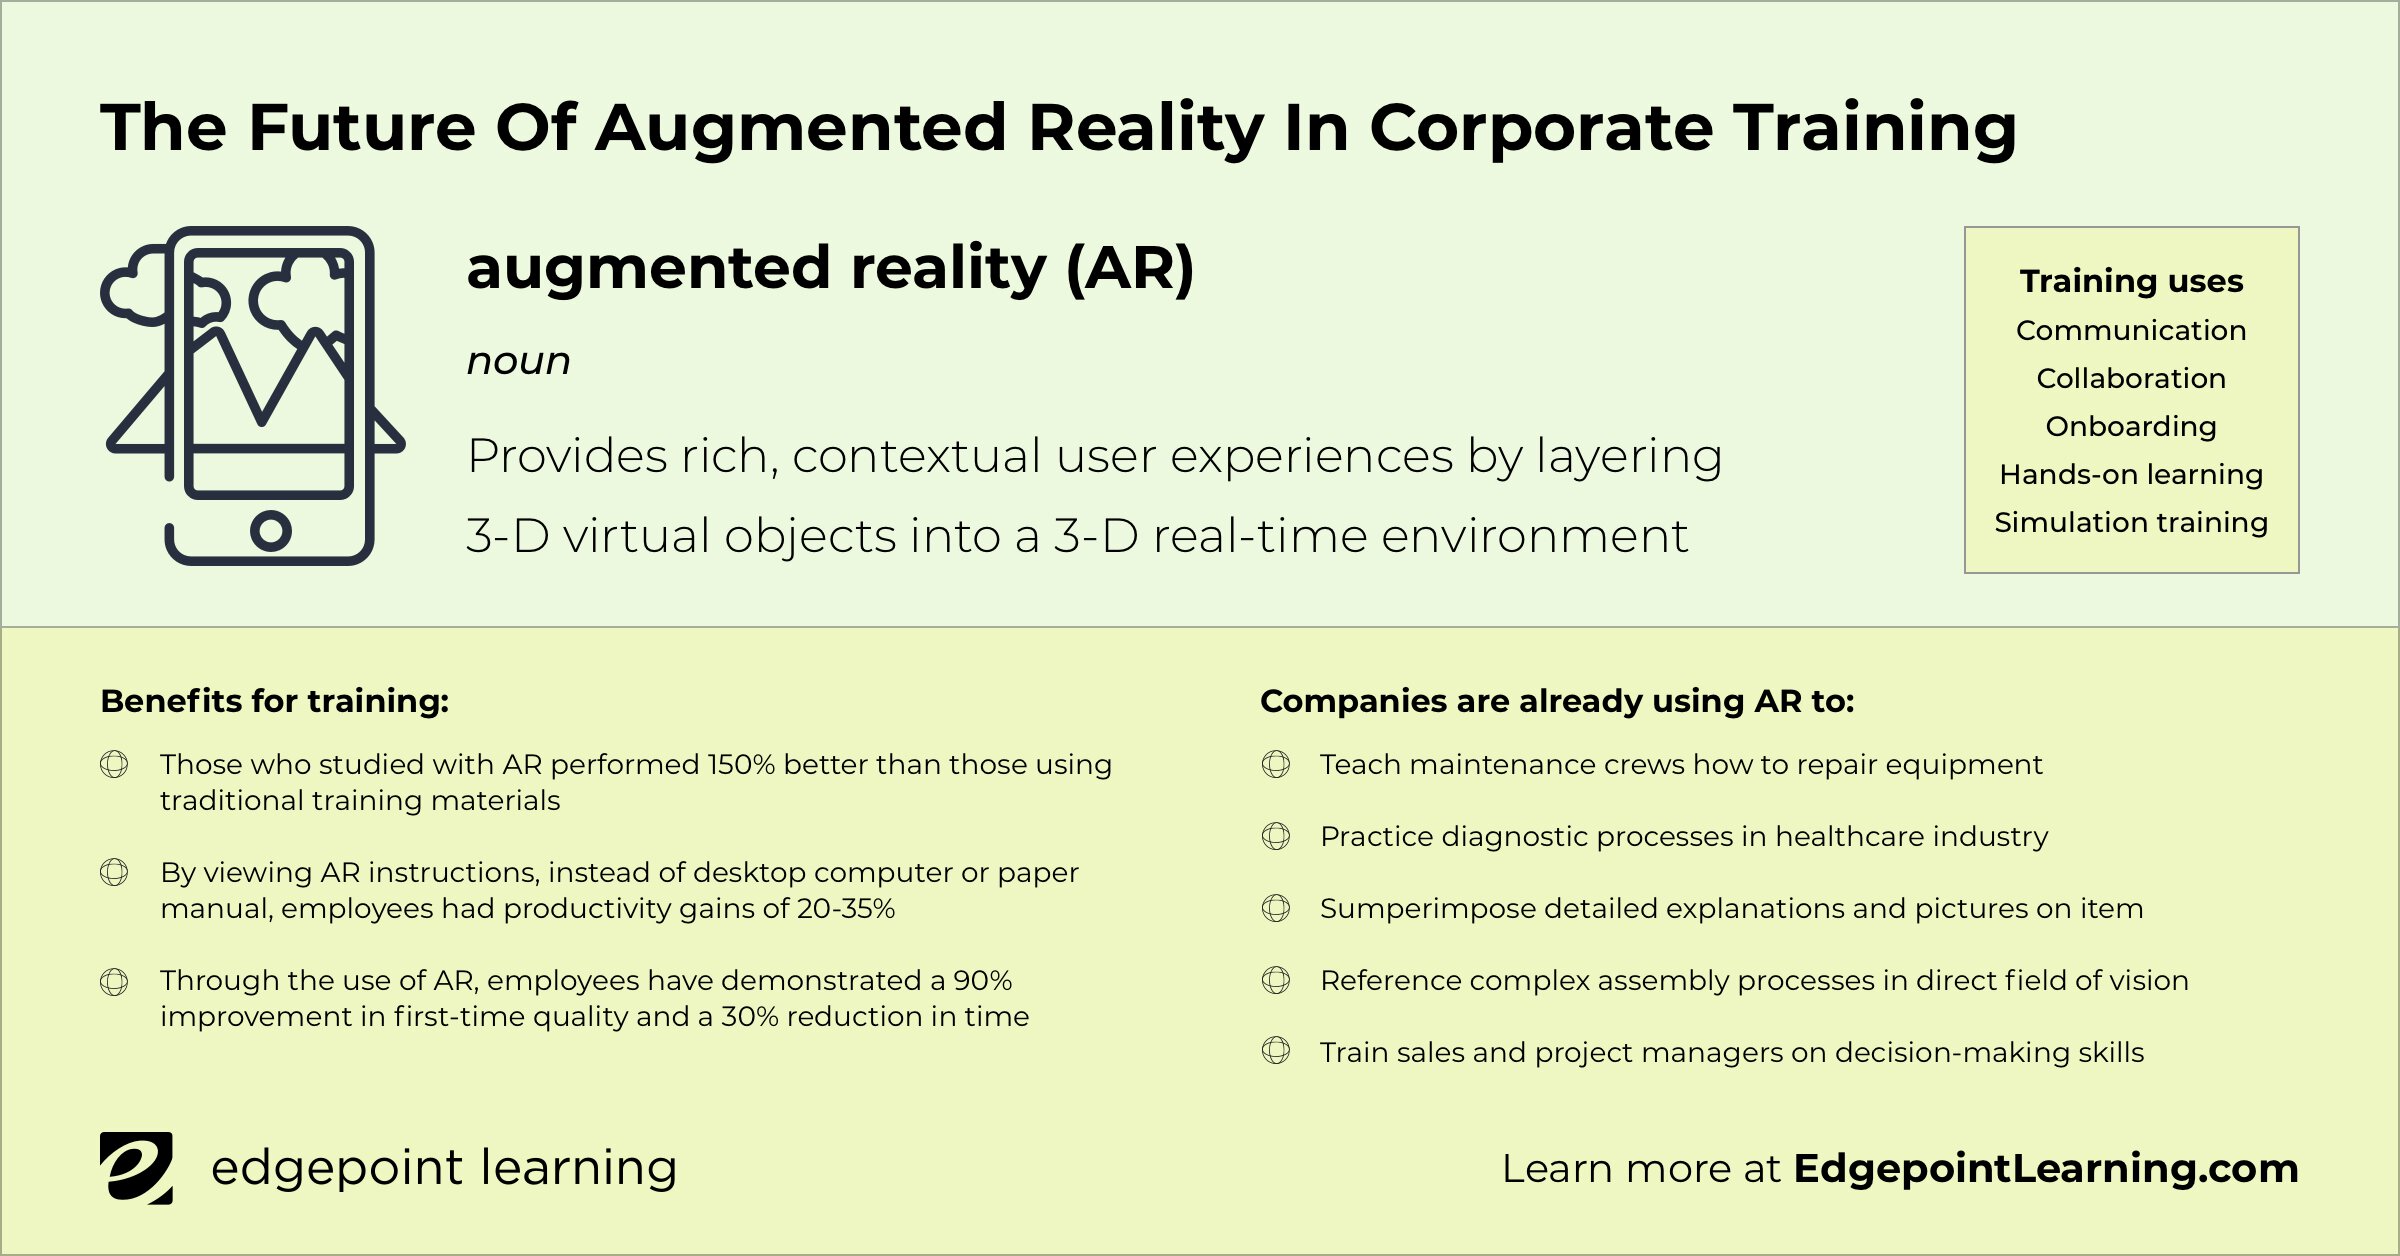 The Future Of Augmented Reality In Corporate Training
augmented reality (AR)
noun
Provides rich, contextual user experiences by layering
3-D virtual objects into a 3-D real-time environment
Training uses
Communication
Collaboration
Onboarding
Hands-on learning
Simulation training
Benefits for training:
Those who studied with AR performed 150% better than those using
traditional training materials
By viewing AR instructions, instead of desktop computer or paper
manual, employees had productivity gains of 20-35%
Through the use of AR, employees have demonstrated a 90%
improvement in first-time quality and a 30% reduction in time
Companies are already using AR to:
Teach maintenance crews how to repair equipment
Practice diagnostic processes in healthcare industry
Sumperimpose detailed explanations and pictures on item
Reference complex assembly processes in direct field of vision
Train sales and project managers on decision-making skills
edgepoint learning
Learn more at EdgepointLearning.com